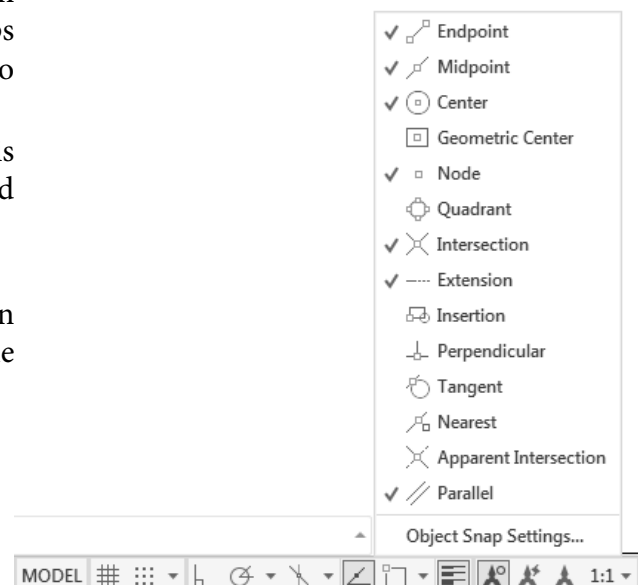 Endpoint
Midpoint
Center
Geometric Center
Node
Quadrant
Intersection
Extension
Insertion
Perpendicular
Tangent
Nearest
Apparent Intersection
Parallel
Object Snap Settings...
MODEL 1:1